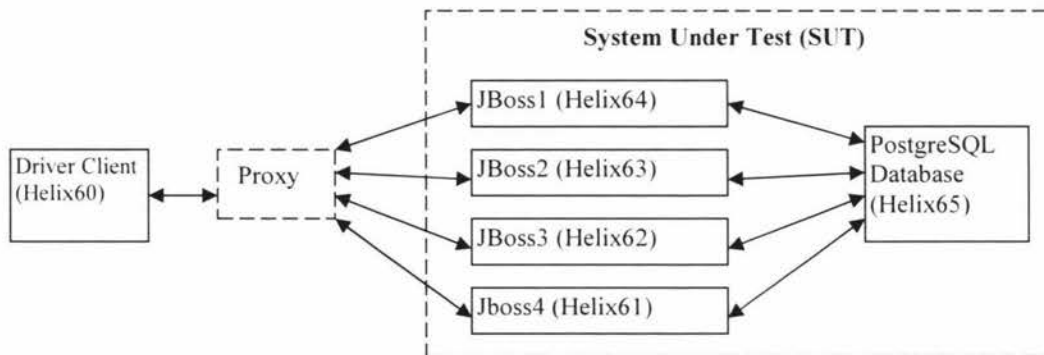 System Under Test (SUT)
JBoss1 (Helix64)
Driver Client
(Helix60)
Proxy
JBoss2 (Helix63)
JBoss3 (Helix62)
Jboss4 (Helix61)
PostgreSQL
Database
(Helix65)